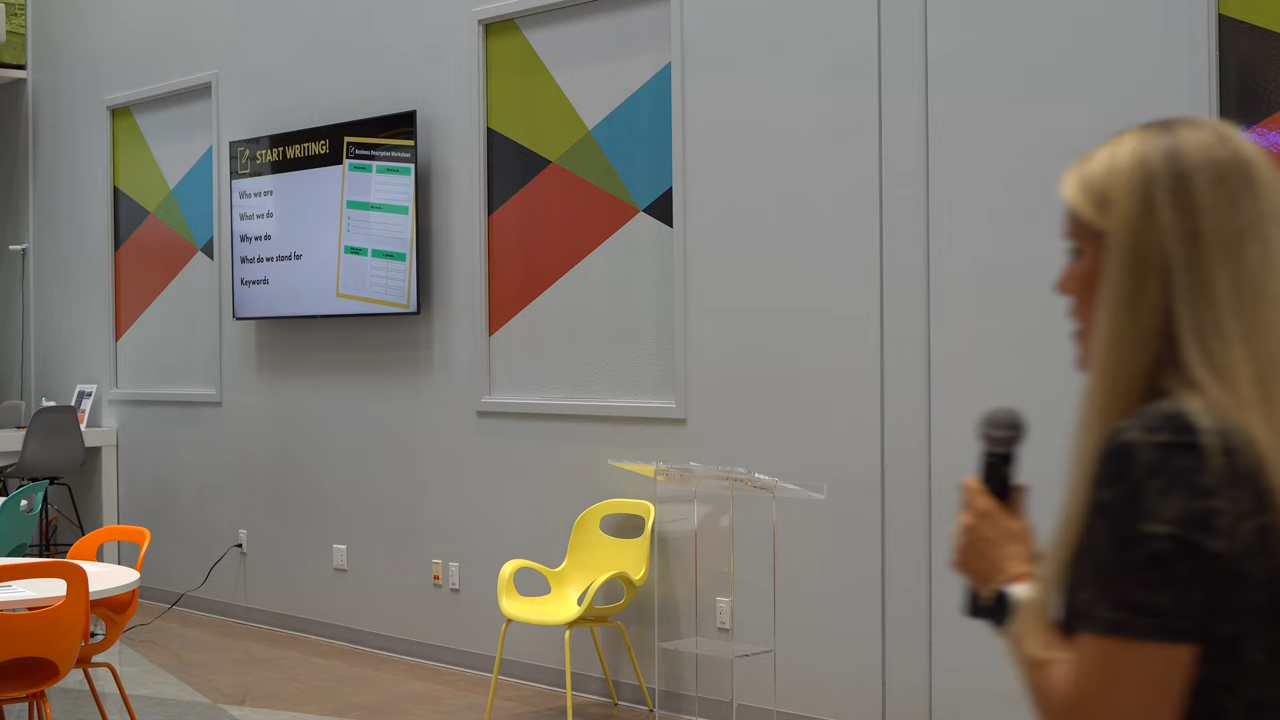 START WRITING!
Business Description Worksheet
Who we are
What we do
Why we do
What do we stand for
Keywords